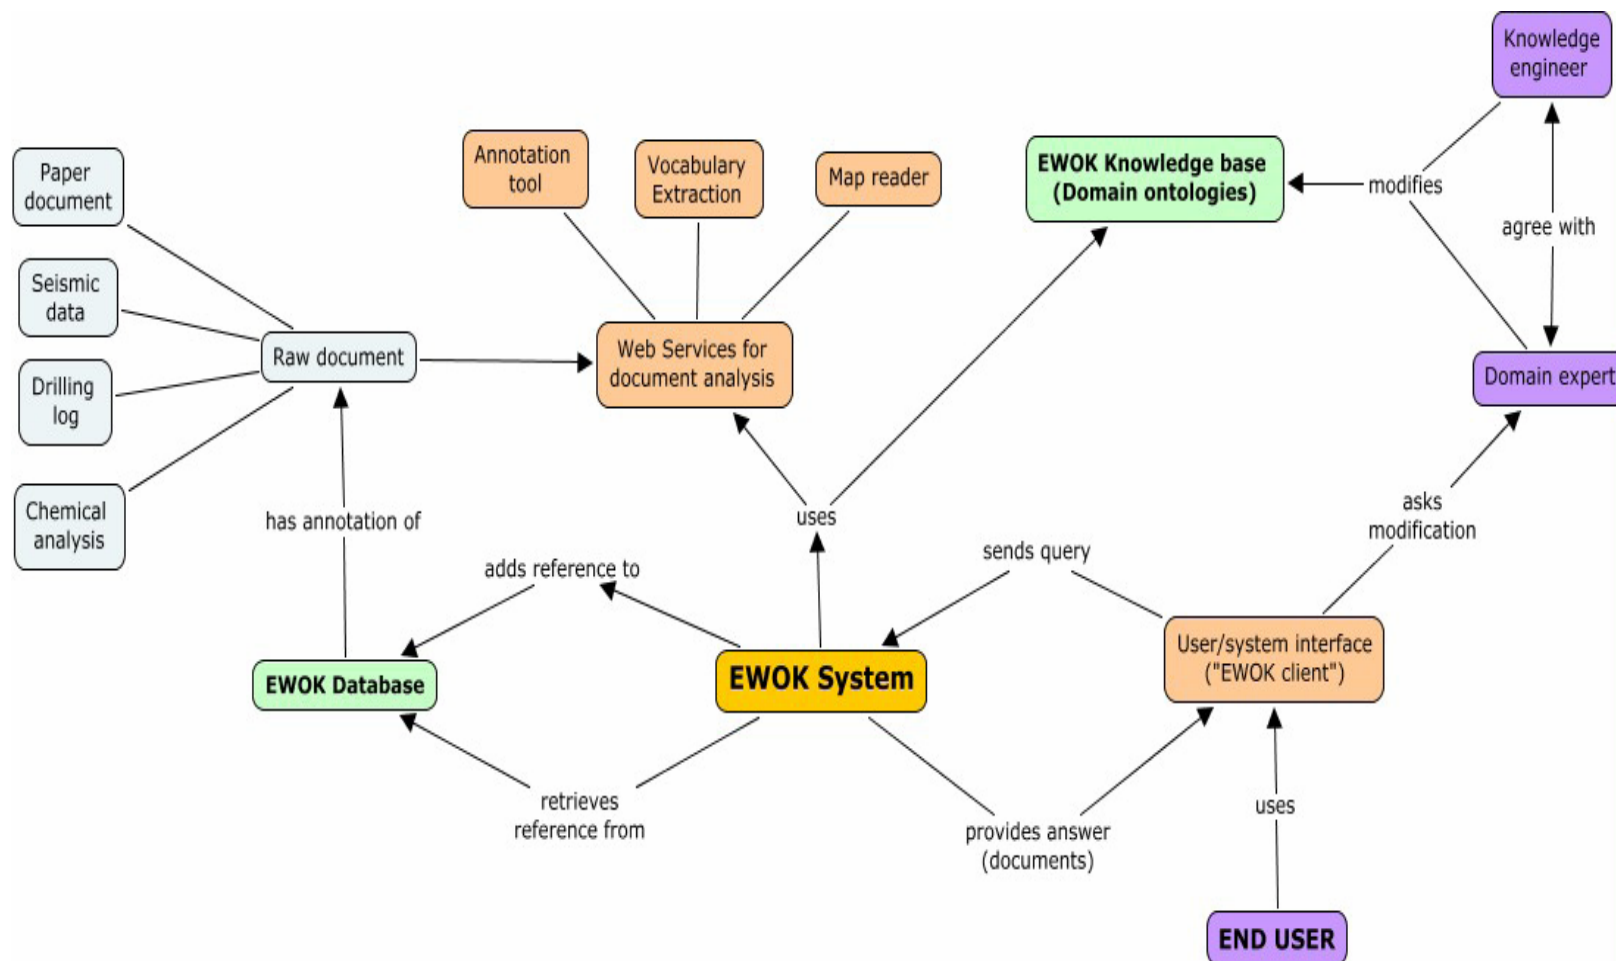 Knowledge
engineer
Paper
document
Annotation
tool
Vocabulary
Extraction
Map reader
EWOK Knowledge base
(Domain ontologies)
modifies
agree with
Seismic
data
Raw document
Web Services for
document analysis
Domain expert
Drilling
log
Chemical
analysis
has annotation of
uses
asks
modification
adds reference to
sends query
EWOK Database
EWOK System
User/system interface
("EWOK client")
retrieves
reference from
provides answer
(documents)
uses
END USER